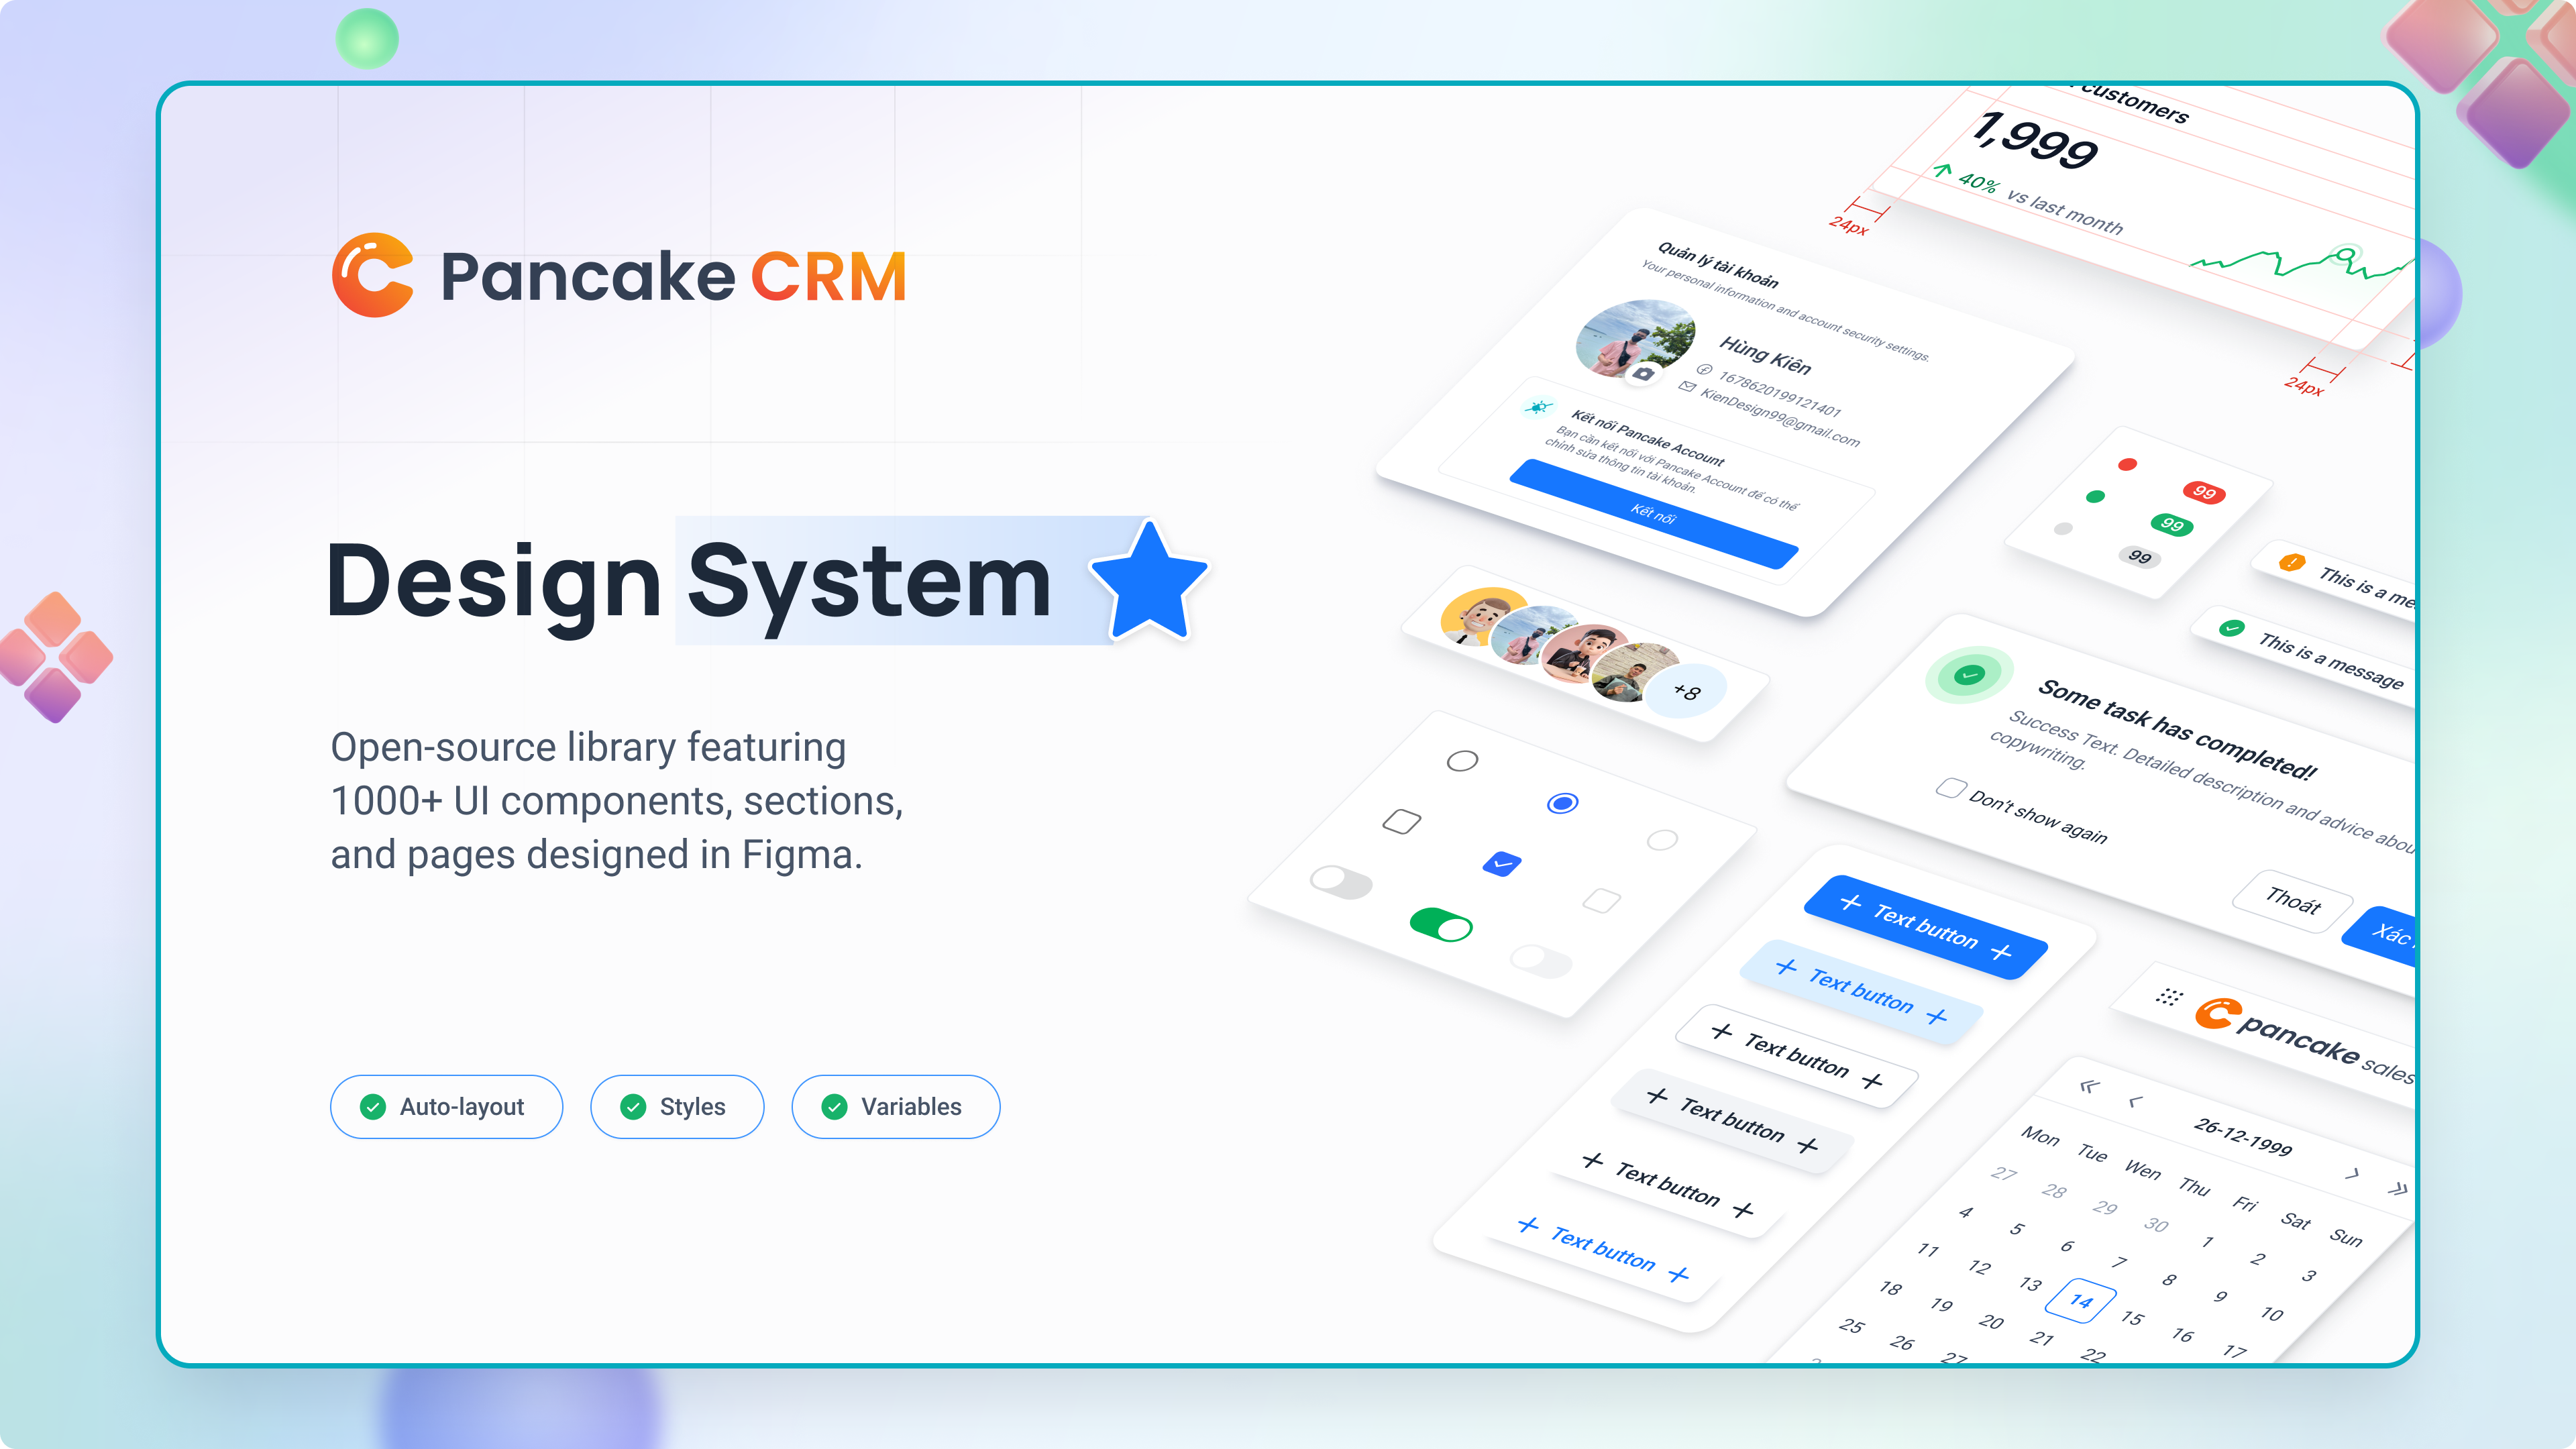 Pancake CRM
Design System
Open-source library featuring
1000+ UI components, sections,
and pages designed in Figma.
Auto-layout
Styles
Variables
customers
1,999
40% vs last month
24px
24px
Quản lý tài khoản
Your personal information and account security settings.
Hùng Kiên
167862019912​1401
KienDesign99@gmail.com
Kết nối Pancake Account
Bạn cần kết nối với Pancake Account để có thể
chỉnh sửa thông tin tài khoản.
Kết nối
99
99
99
This is a me
This is a message
+8
Some task has completed!
Success Text. Detailed description and advice abou
copywriting.
Don't show again
Thoát
Xác
Text button
Text button
Text button
Text button
Text button
Text button
pancake sales
26-12-1999
Mon Tue Wen Thu Fri Sat Sun
27 28 29 30 1 2 3
4 5 6 7 8 9 10
11 12 13 14 15 16 17
18 19 20 21 22
25 26 27